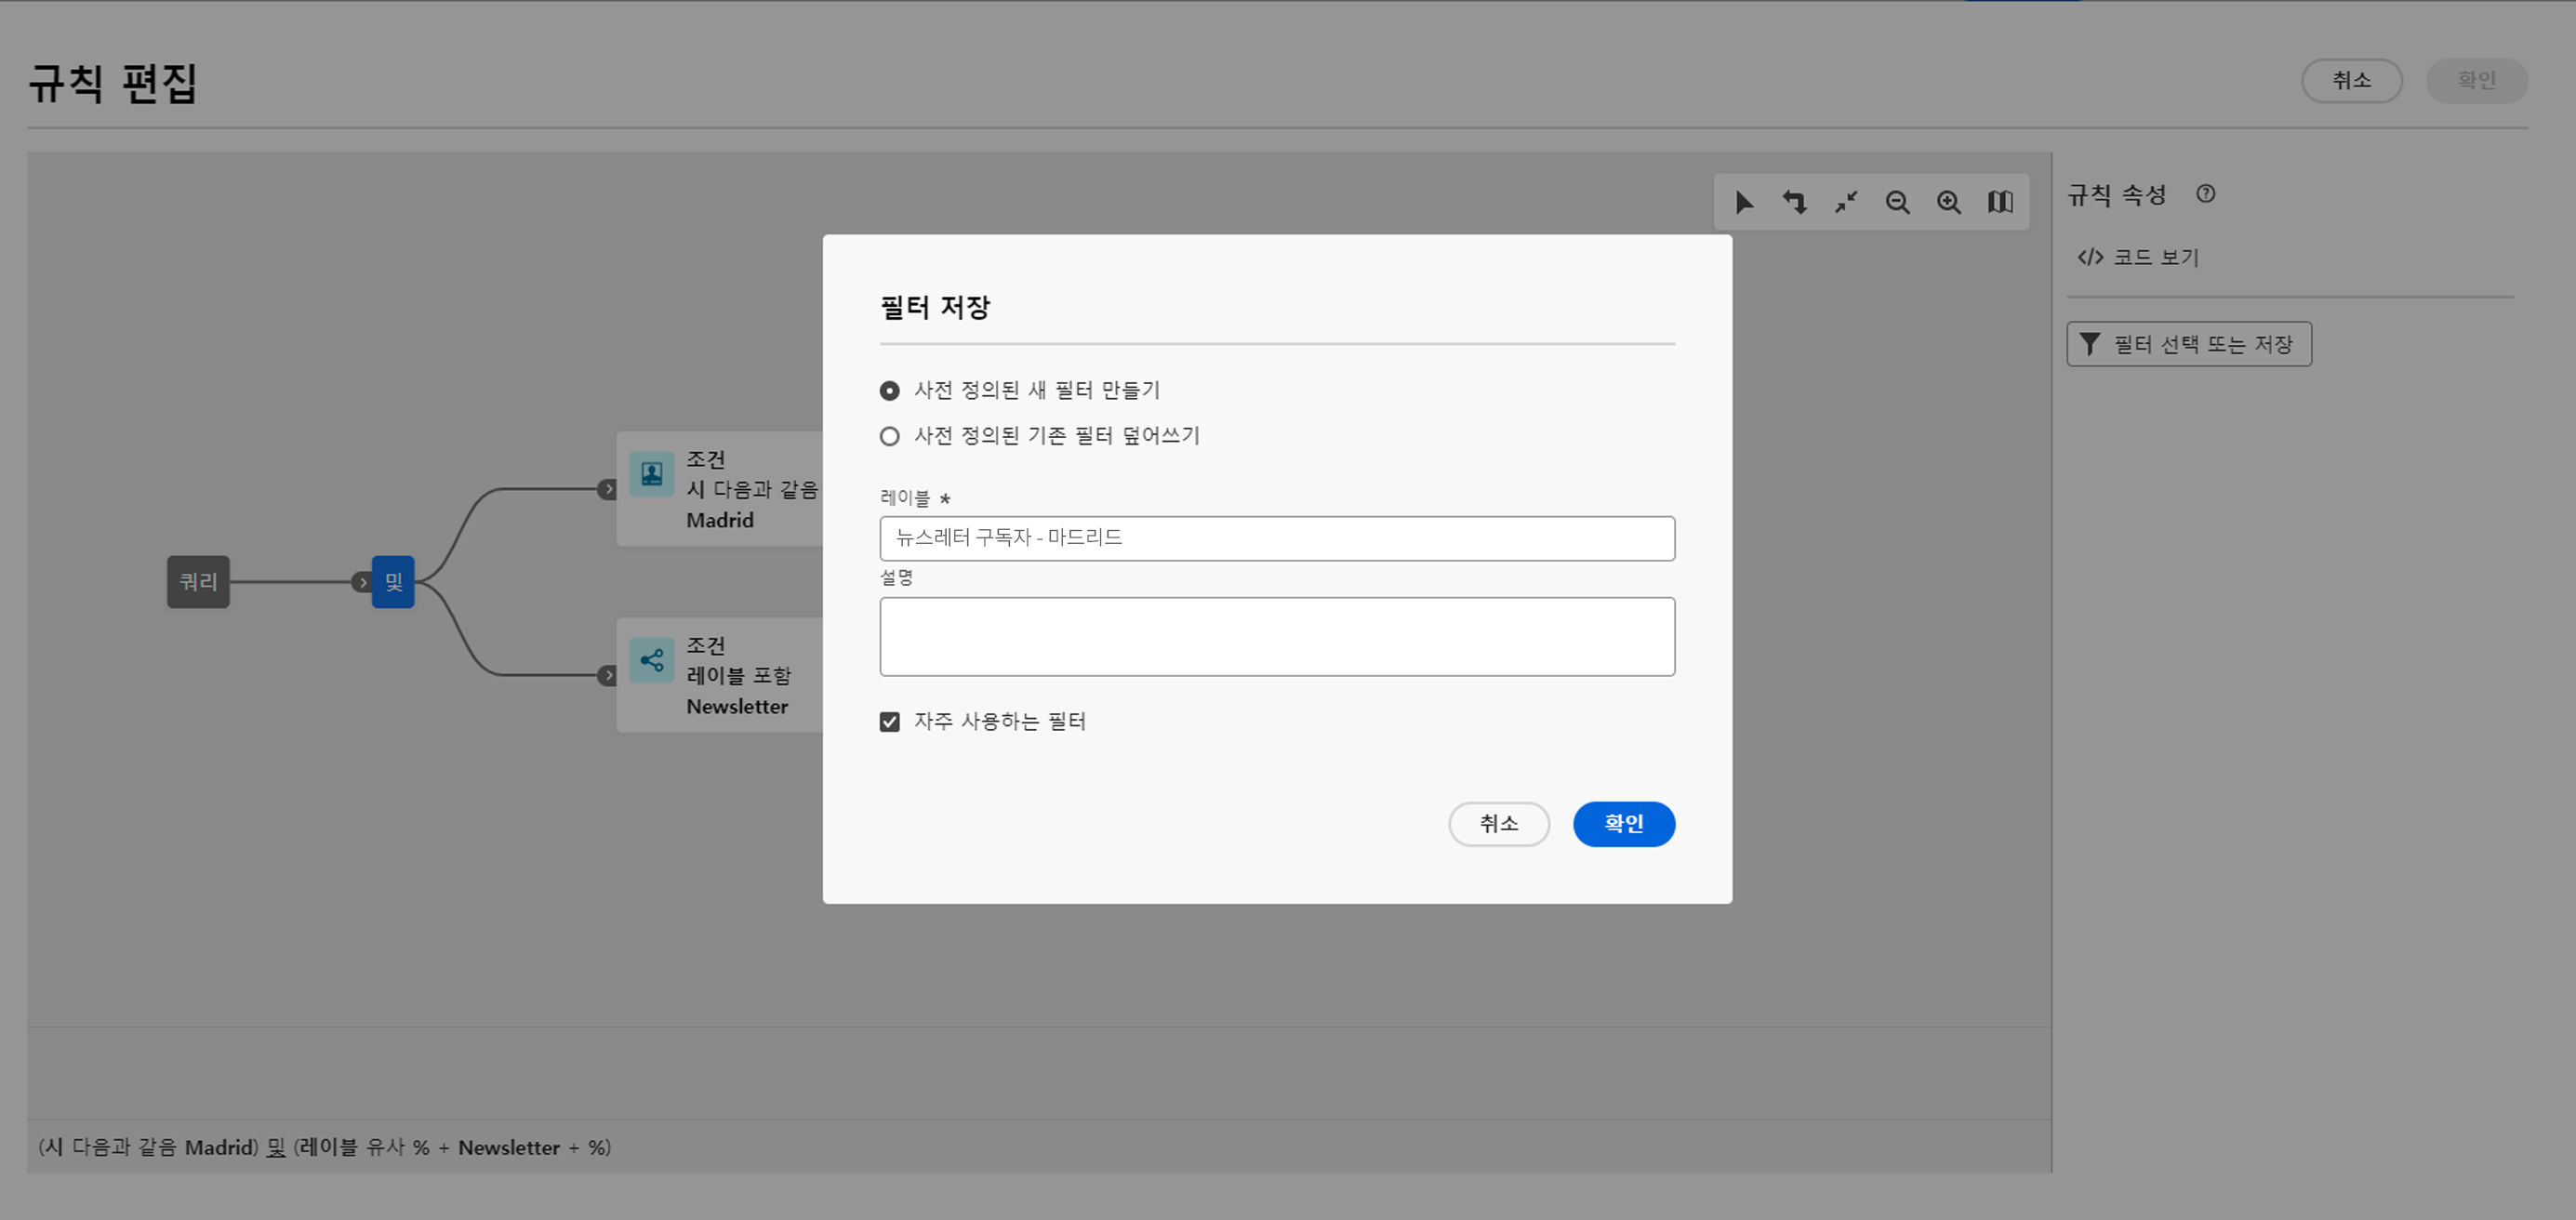 규칙 편집
취소
확인
규칙 속성
코드 보기
필터 선택 또는 저장
쿼리
및
조건
시 다음과 같음
Madrid
조건
레이블 포함
Newsletter
필터 저장
사전 정의된 새 필터 만들기
사전 정의된 기존 필터 덮어쓰기
레이블 *
뉴스레터 구독자 - 마드리드
설명
자주 사용하는 필터
취소
확인
(시 다음과 같음 Madrid) 및 (레이블 유사 % + Newsletter + %)